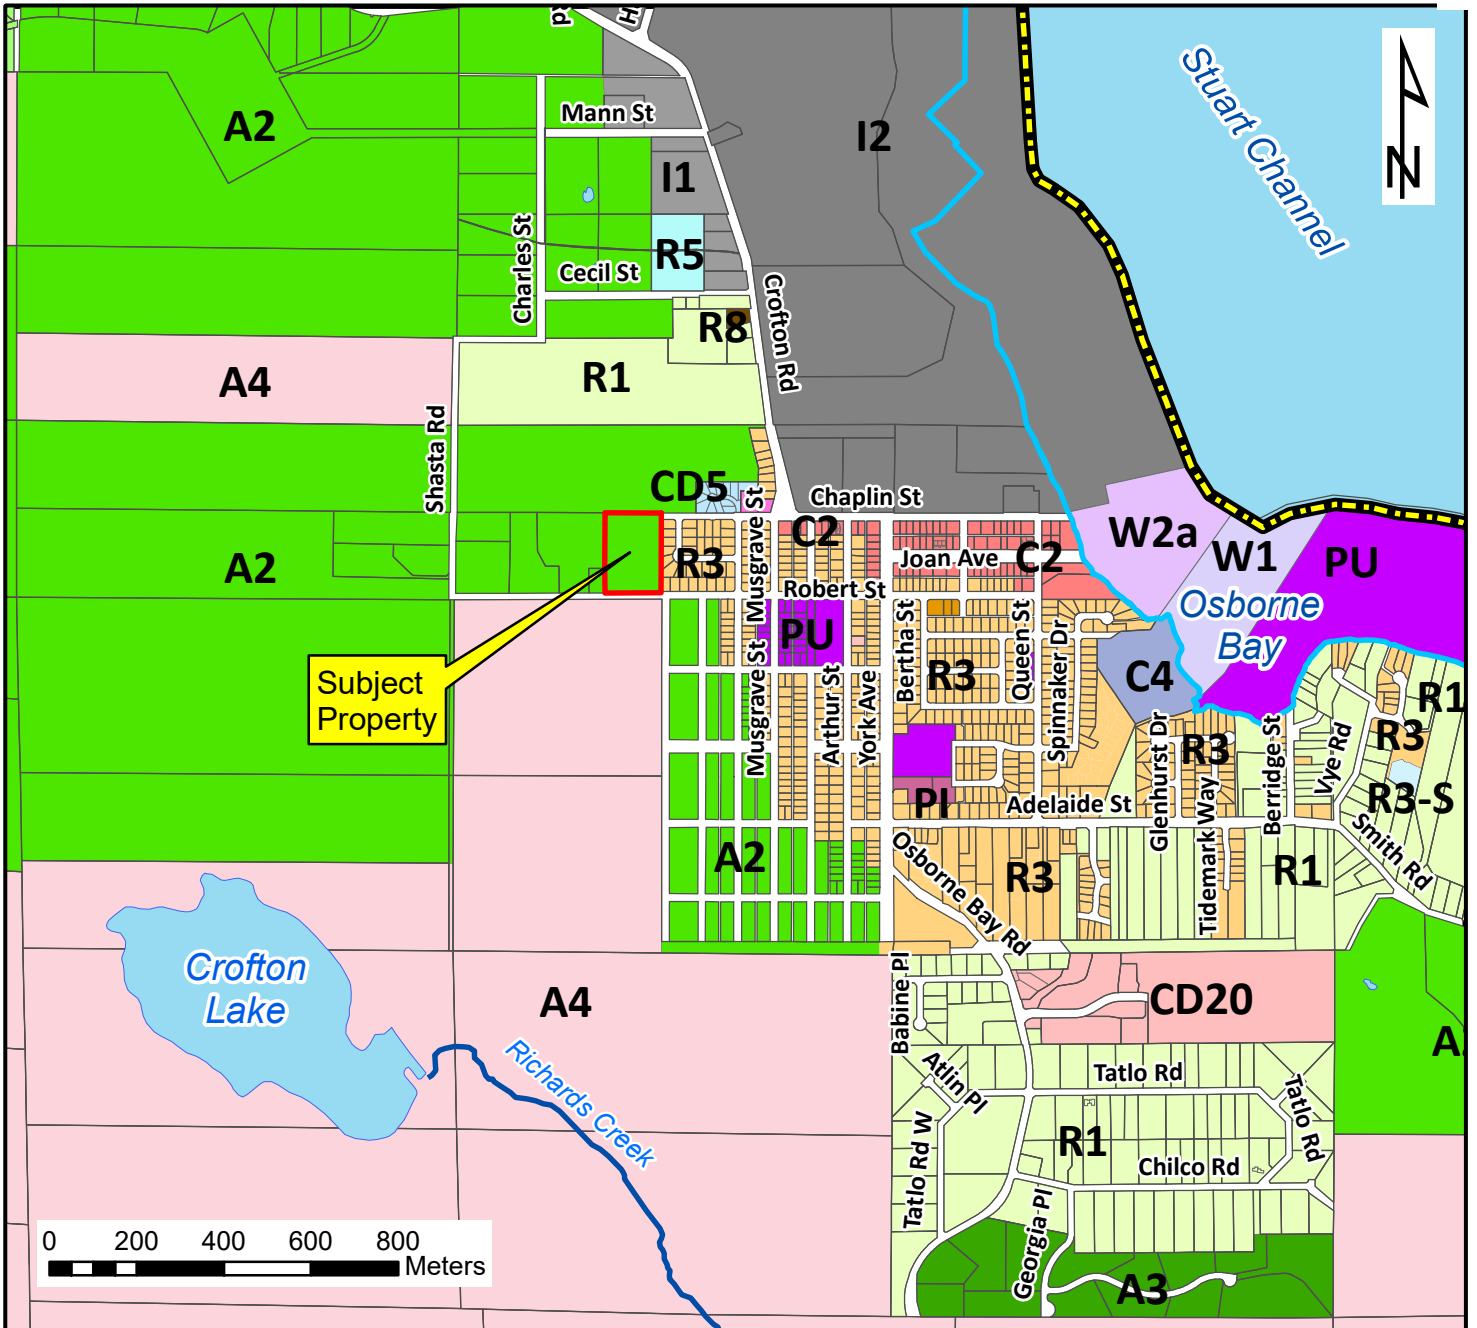 Stuart Channel
N
Mann St
A2
I2
I1
Charles St
R5
Cecil St
Crofton Rd
R8
A4
R1
Shasta Rd
CD5
Musgrave St
Chaplin St
C2
W2a
Joan Ave
C2
W1
PU
A2
R3
Robert St
Osborne
Bay
PU
Bertha St
Queen St
Spinnaker Dr
R3
C4
Subject
Property
Musgrave St
Arthur St
York Ave
R1
Glenhurst Dr
R3
Berridge St
Vye Rd
R3
PI
Adelaide St
Tidemark Way
R3-S
Smith Rd
A2
Osborne Bay Rd
R3
R1
Crofton
Lake
A4
Babine Pl
CD20
Richards Creek
Atlin Pl
Tatlo Rd
Tatlo Rd
Tatlo Rd W
R1
Chilco Rd
Georgia Pl
A3
0 200 400 600 800
Meters